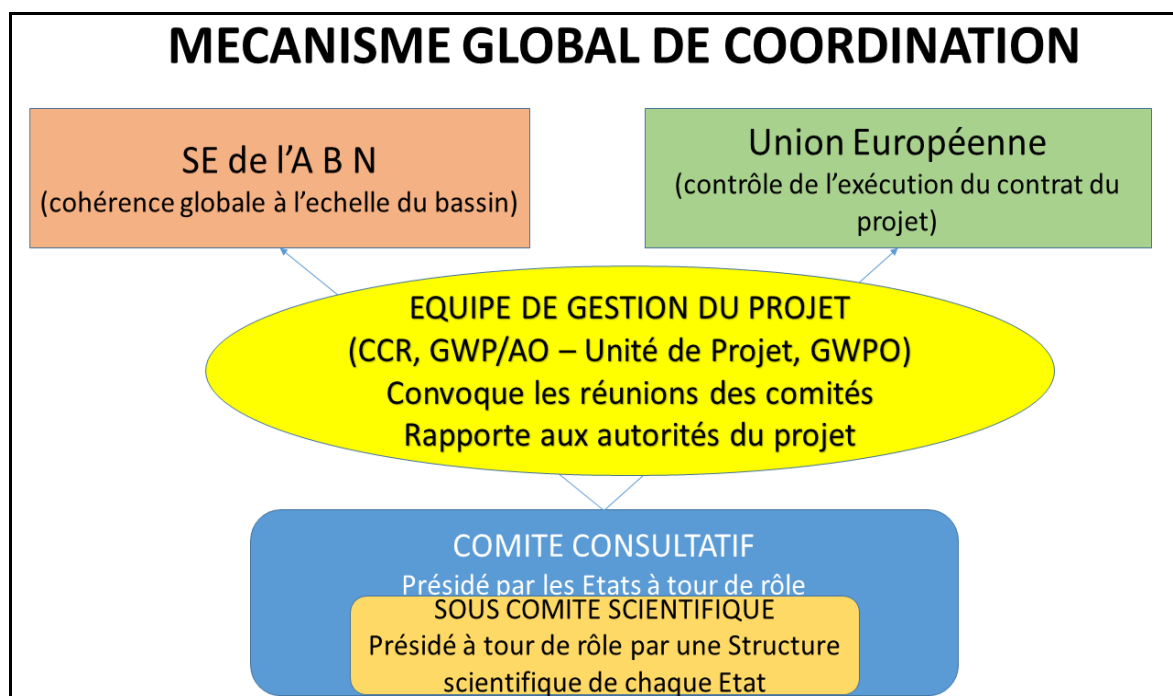 MECANISME GLOBAL DE COORDINATION
SE de l’A B N
(cohérence globale à l’echelle du bassin)
Union Européenne
(contrôle de l’exécution du contrat du
projet)
EQUIPE DE GESTION DU PROJET
(CCR, GWP/AO – Unité de Projet, GWPO)
Convoque les réunions des comités
Rapporte aux autorités du projet
COMITE CONSULTATIF
Présidé par les Etats à tour de rôle
SOUS COMITE SCIENTIFIQUE
Présidé à tour de rôle par une Structure
scientifique de chaque Etat